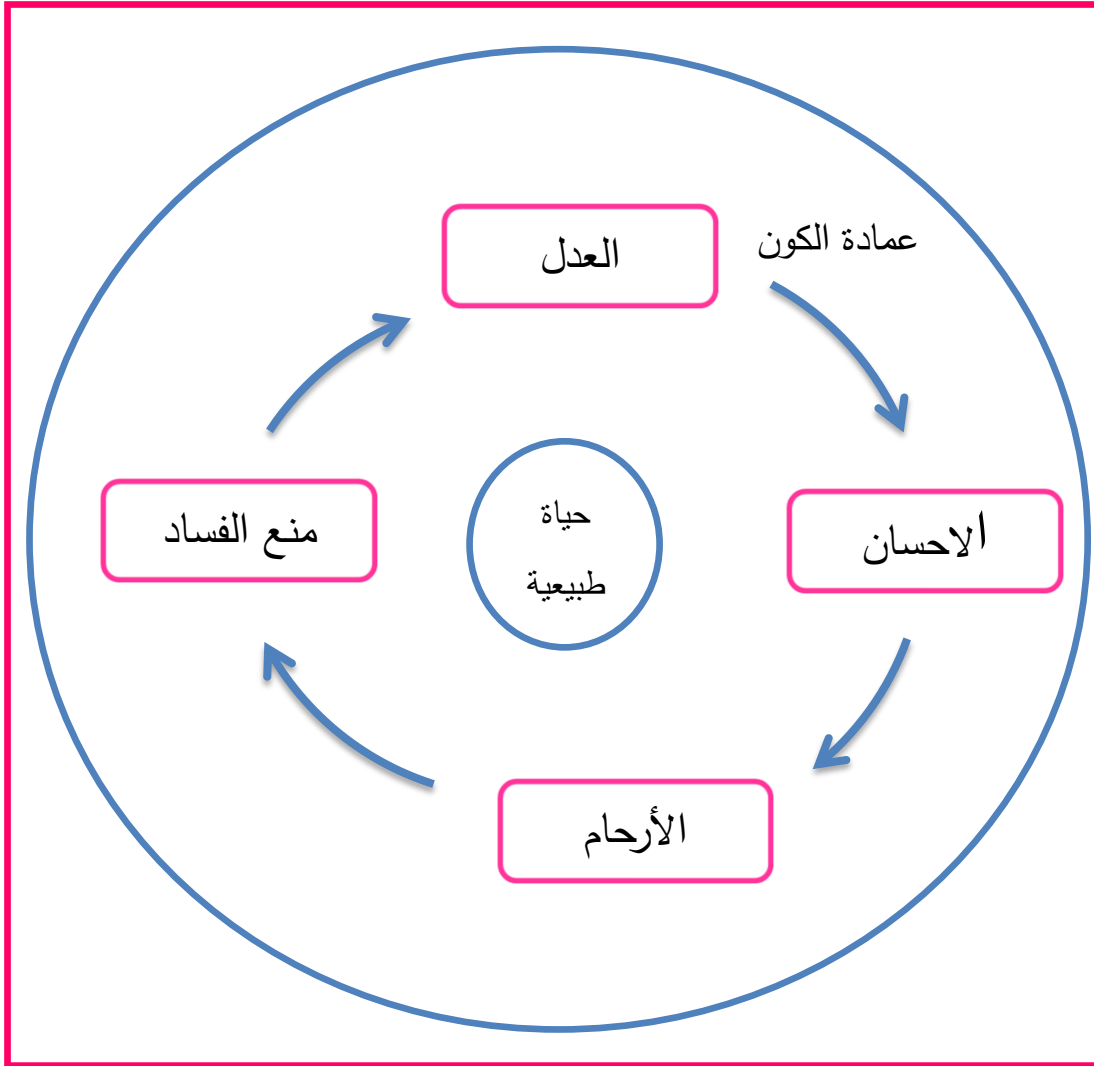 العدل
عمادة الكون
الاحسان
الأرحام
منع الفساد
حياة
طبيعية